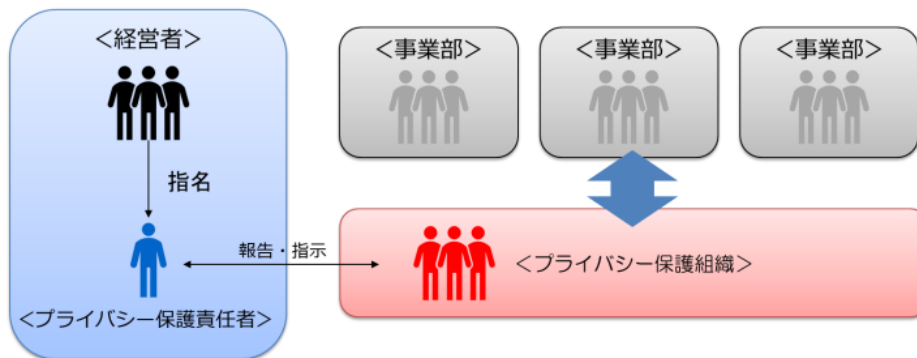 ＜経営者＞
指名
＜プライバシー保護責任者＞
報告・指示
＜事業部＞
＜事業部＞
＜事業部＞
＜プライバシー保護組織＞